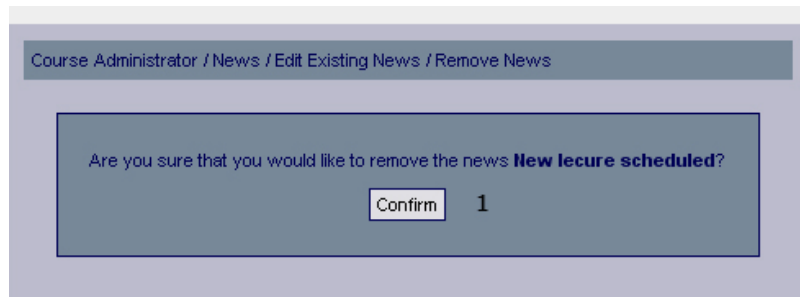 Course Administrator / News / Edit Existing News / Remove News
Are you sure that you would like to remove the news New lecure scheduled?
Confirm 1